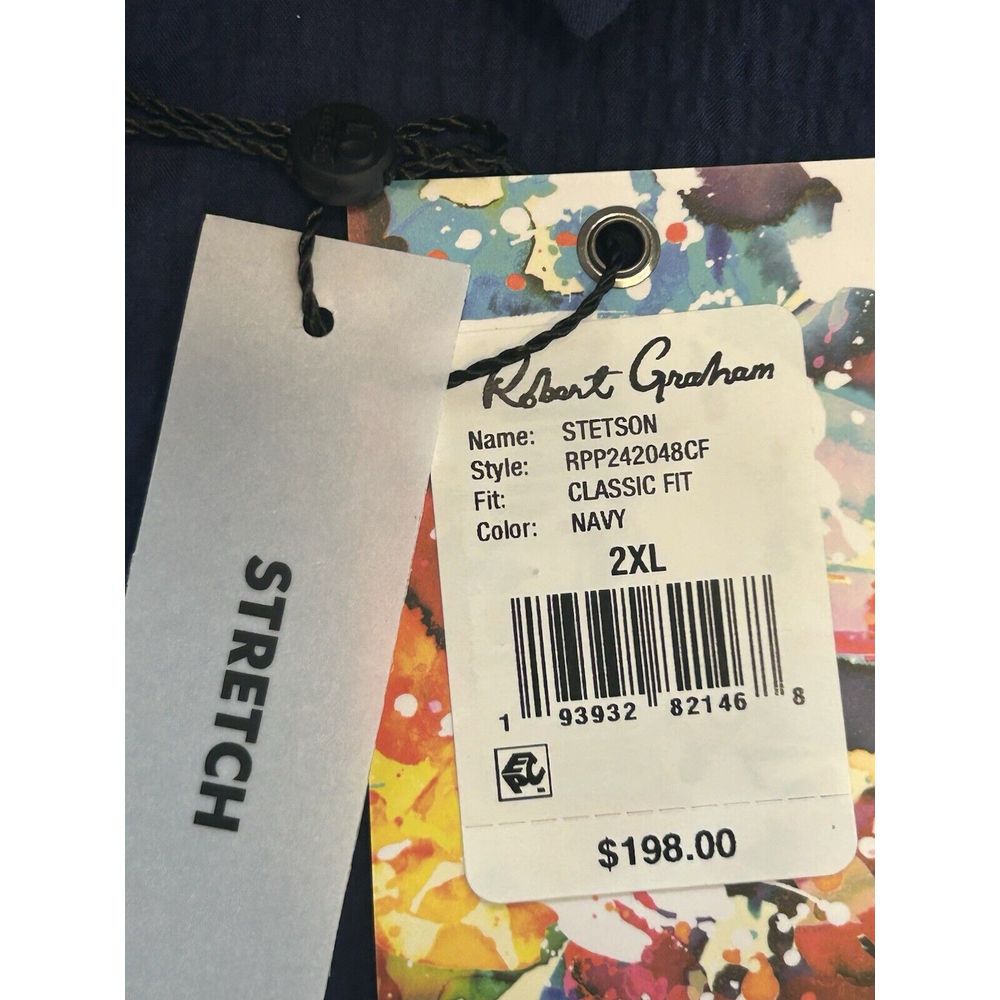 STRETCH
Robert Graham
Name: STETSON
Style: RPP242048CF
Fit: CLASSIC FIT
Color: NAVY
2XL
1 93932 82146 8
EPC
$198.00